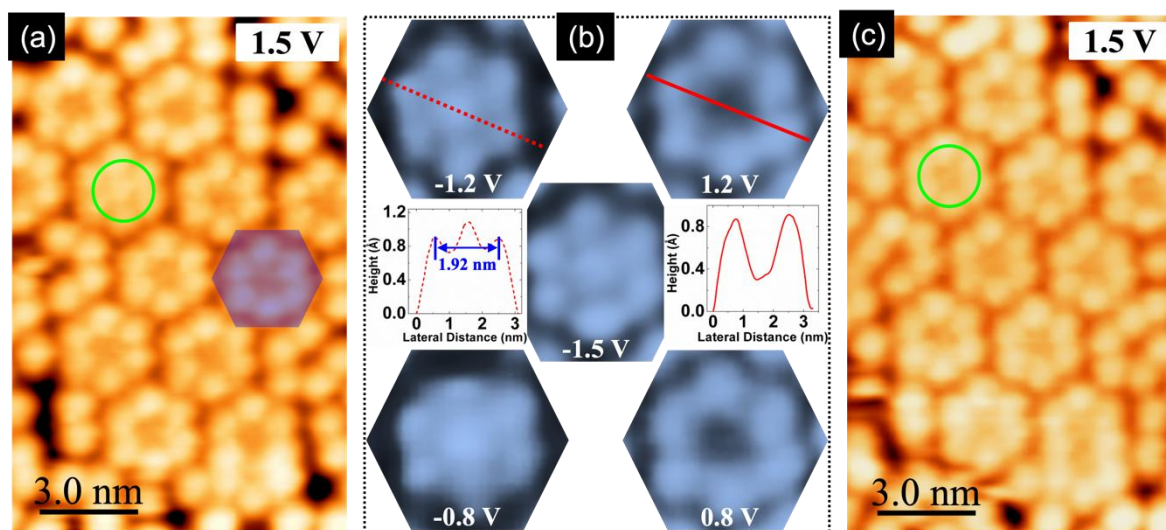 (a)
1.5 V
3.0 nm
(b)
-1.2 V
1.2 V
Height (Å)
1.2
0.8
0.4
0.0
1.92 nm
0 1 2 3
Lateral Distance (nm)
-1.5 V
Height (Å)
0.8
0.4
0.0
0 1 2 3
Lateral Distance (nm)
-0.8 V
0.8 V
(c)
1.5 V
3.0 nm